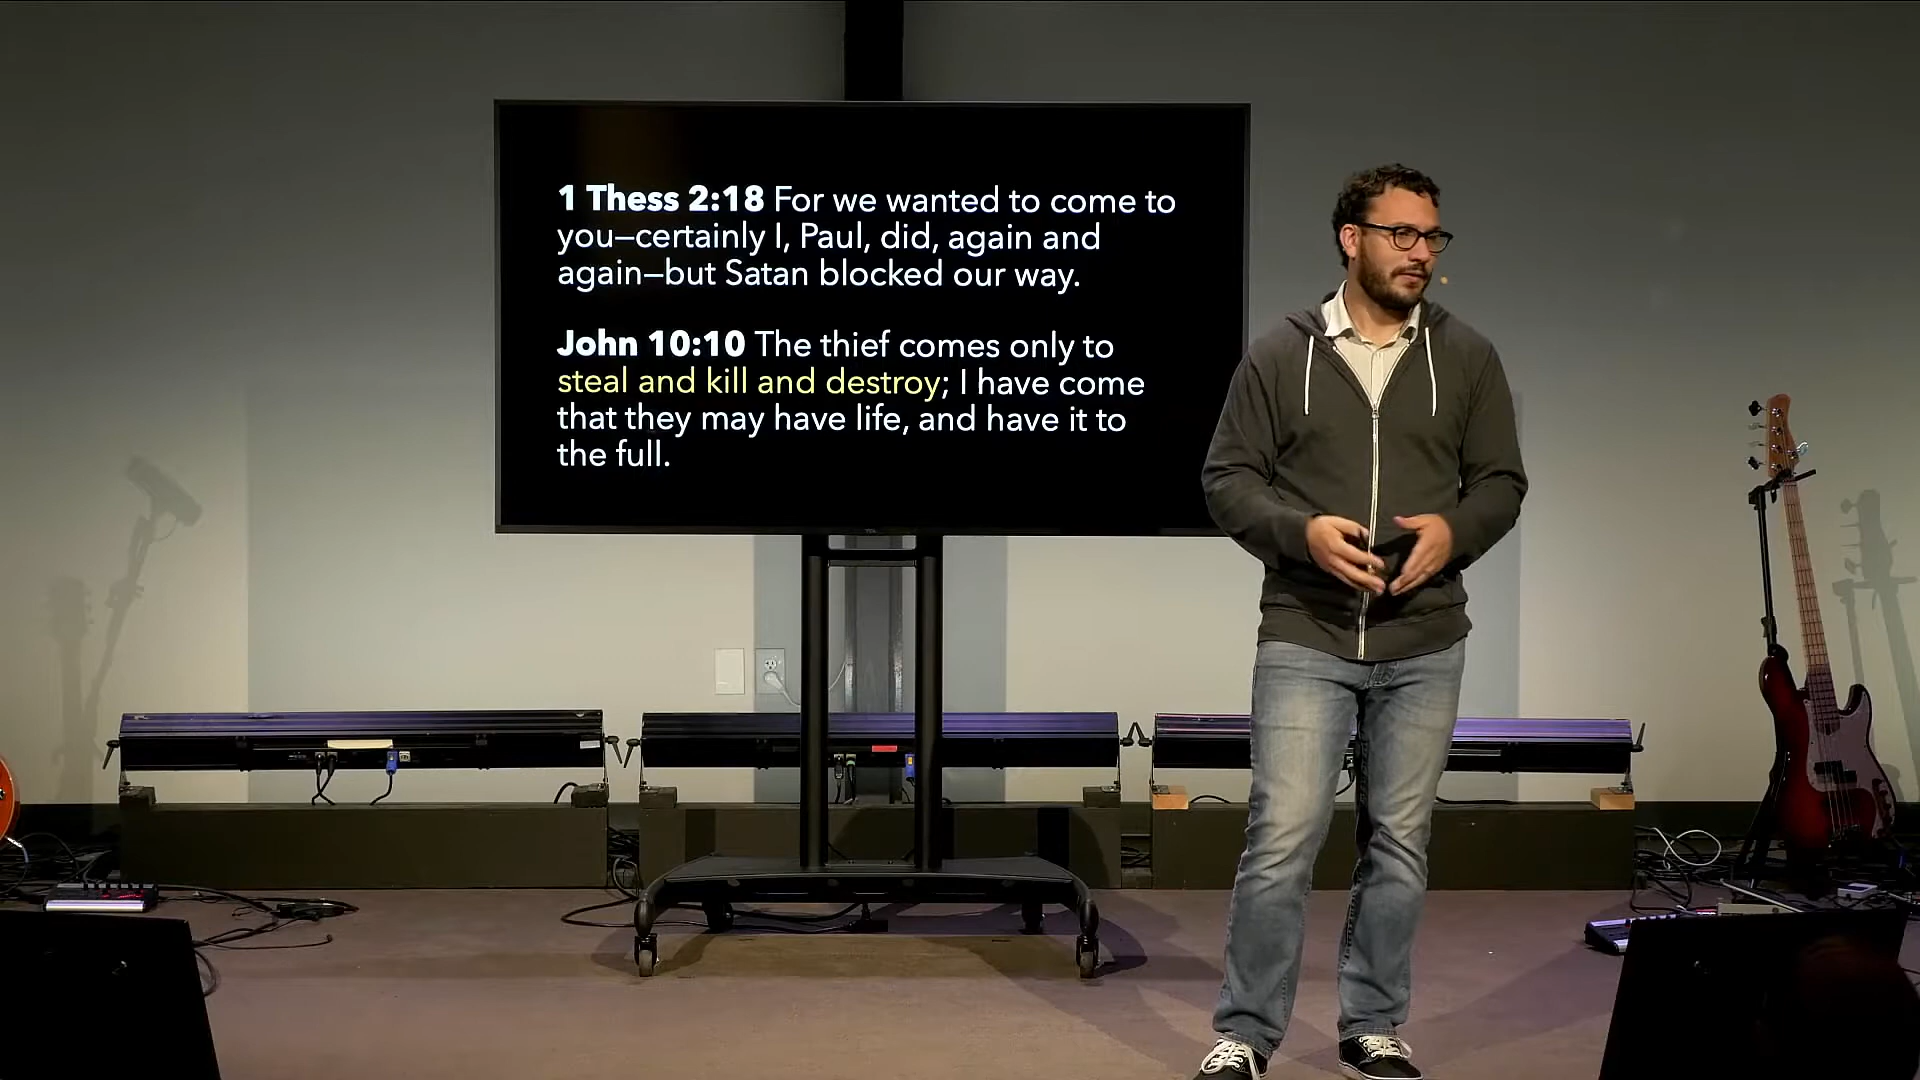 1 Thess 2:18 For we wanted to come to
you—certainly I, Paul, did, again and
again—but Satan blocked our way.
John 10:10 The thief comes only to
steal and kill and destroy; I have come
that they may have life, and have it to
the full.